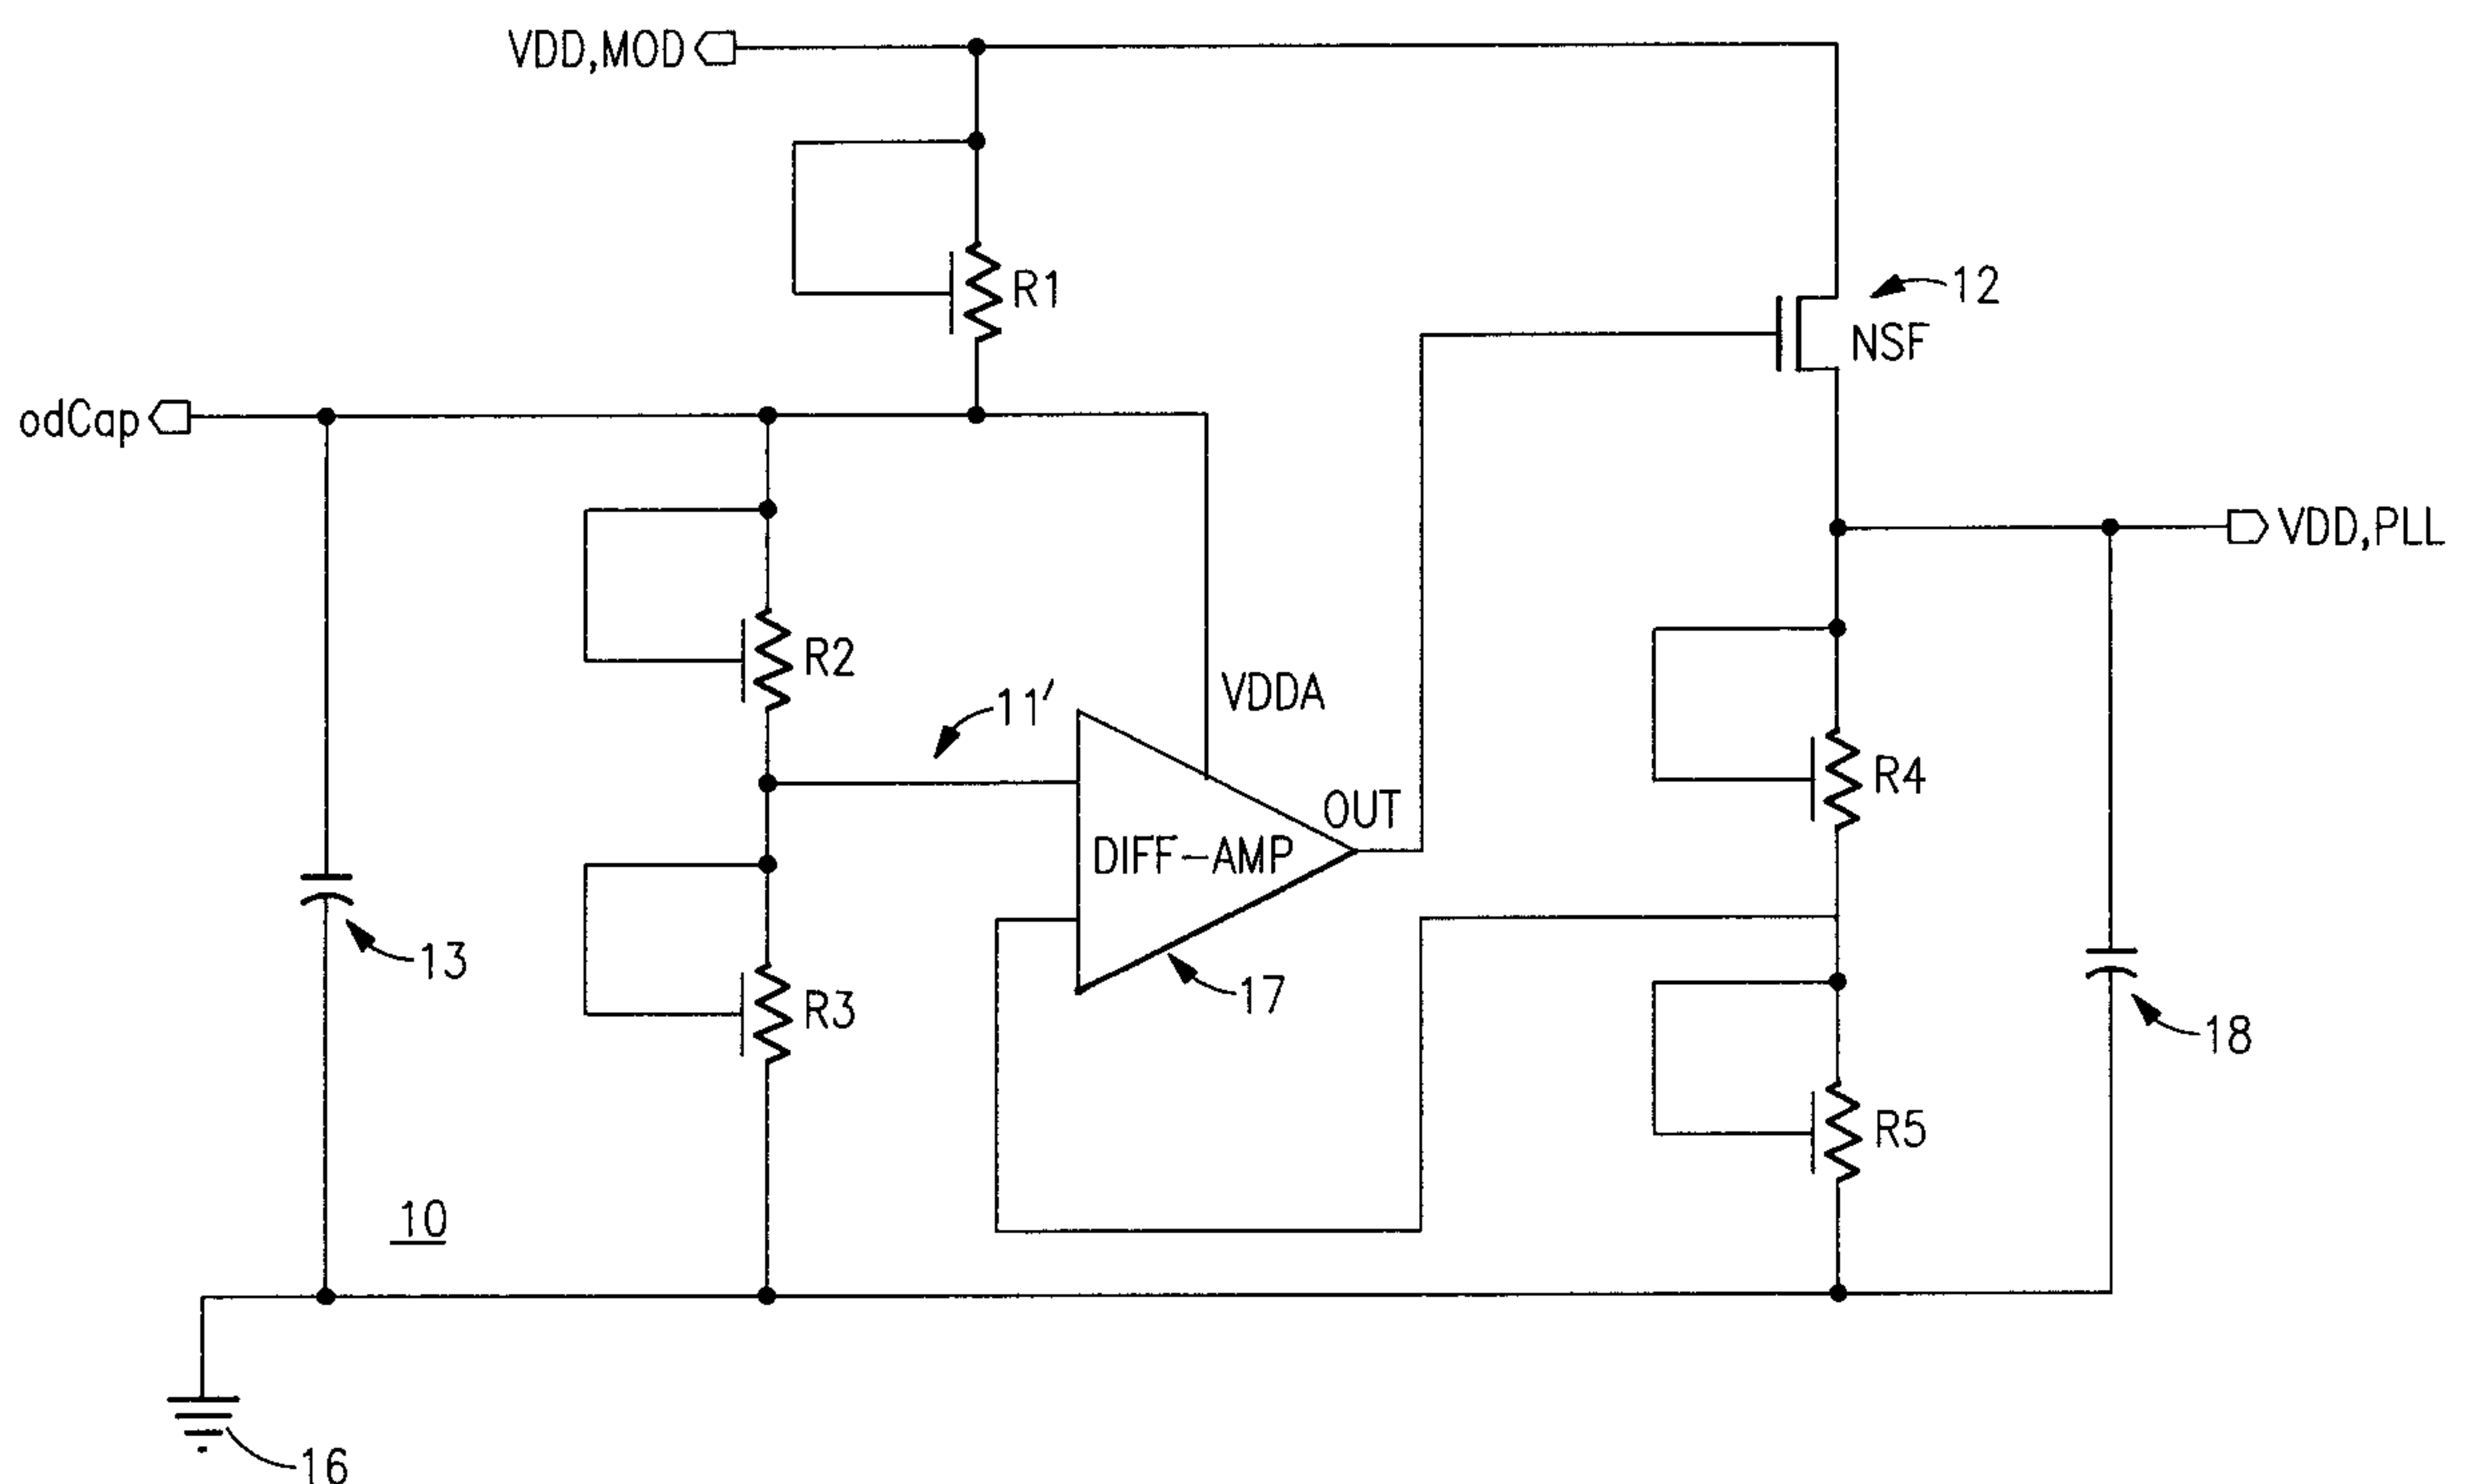 VDD,MOD
R1
12
NSF
odCap
VDD,PLL
R2
11'
VDDA
R4
OUT
DIFF-AMP
13
17
R3
18
R5
10
16